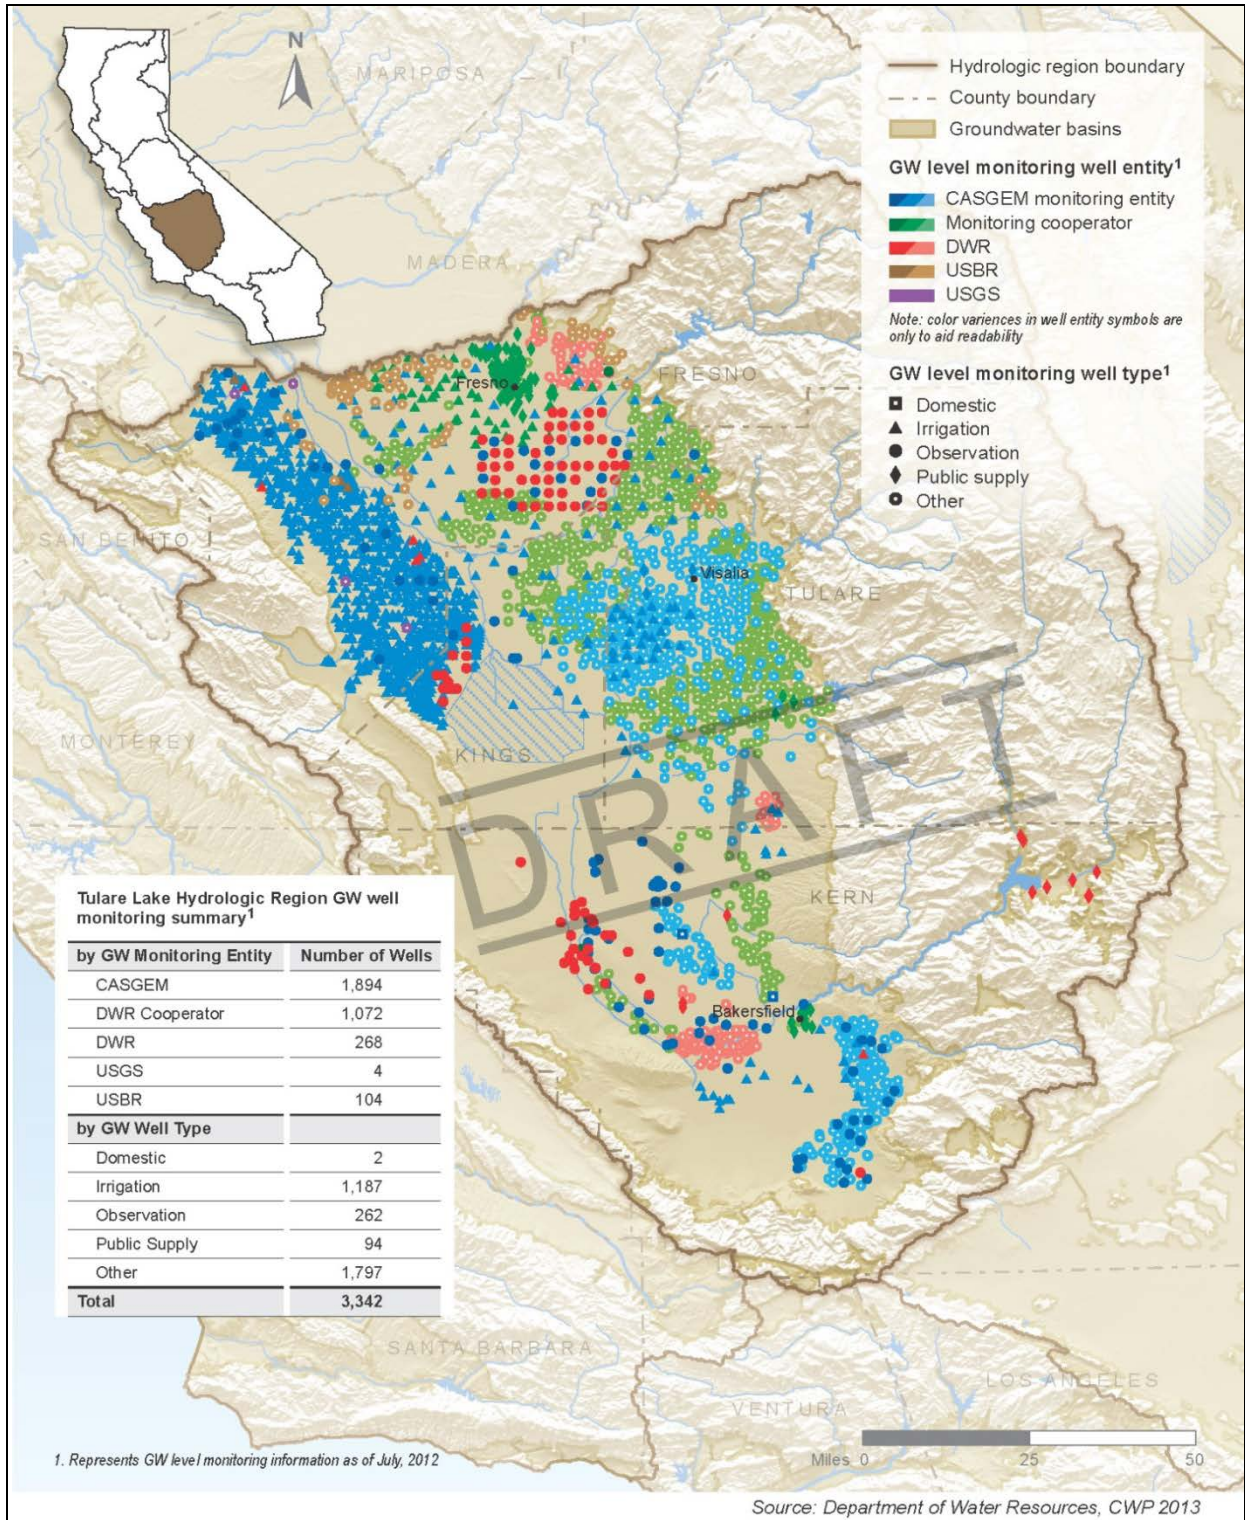 N
MARIPOSA
MADERA
FRESNO
Fresno
SAN BENITO
Visalia
TULARE
MONTEREY
KINGS
DRAFT
KERN
Bakersfield
SANTA BARBARA
VENTURA
LOS ANGELES
Hydrologic region boundary
County boundary
Groundwater basins
GW level monitoring well entity1
CASGEM monitoring entity
Monitoring cooperator
DWR
USBR
USGS
Note: color variences in well entity symbols are
only to aid readability
GW level monitoring well type1
Domestic
Irrigation
Observation
Public supply
Other
Tulare Lake Hydrologic Region GW well
monitoring summary1
by GW Monitoring Entity Number of Wells
CASGEM 1,894
DWR Cooperator 1,072
DWR 268
USGS 4
USBR 104
by GW Well Type
Domestic 2
Irrigation 1,187
Observation 262
Public Supply 94
Other 1,797
Total 3,342
Miles 0 25 50
1. Represents GW level monitoring information as of July, 2012
Source: Department of Water Resources, CWP 2013